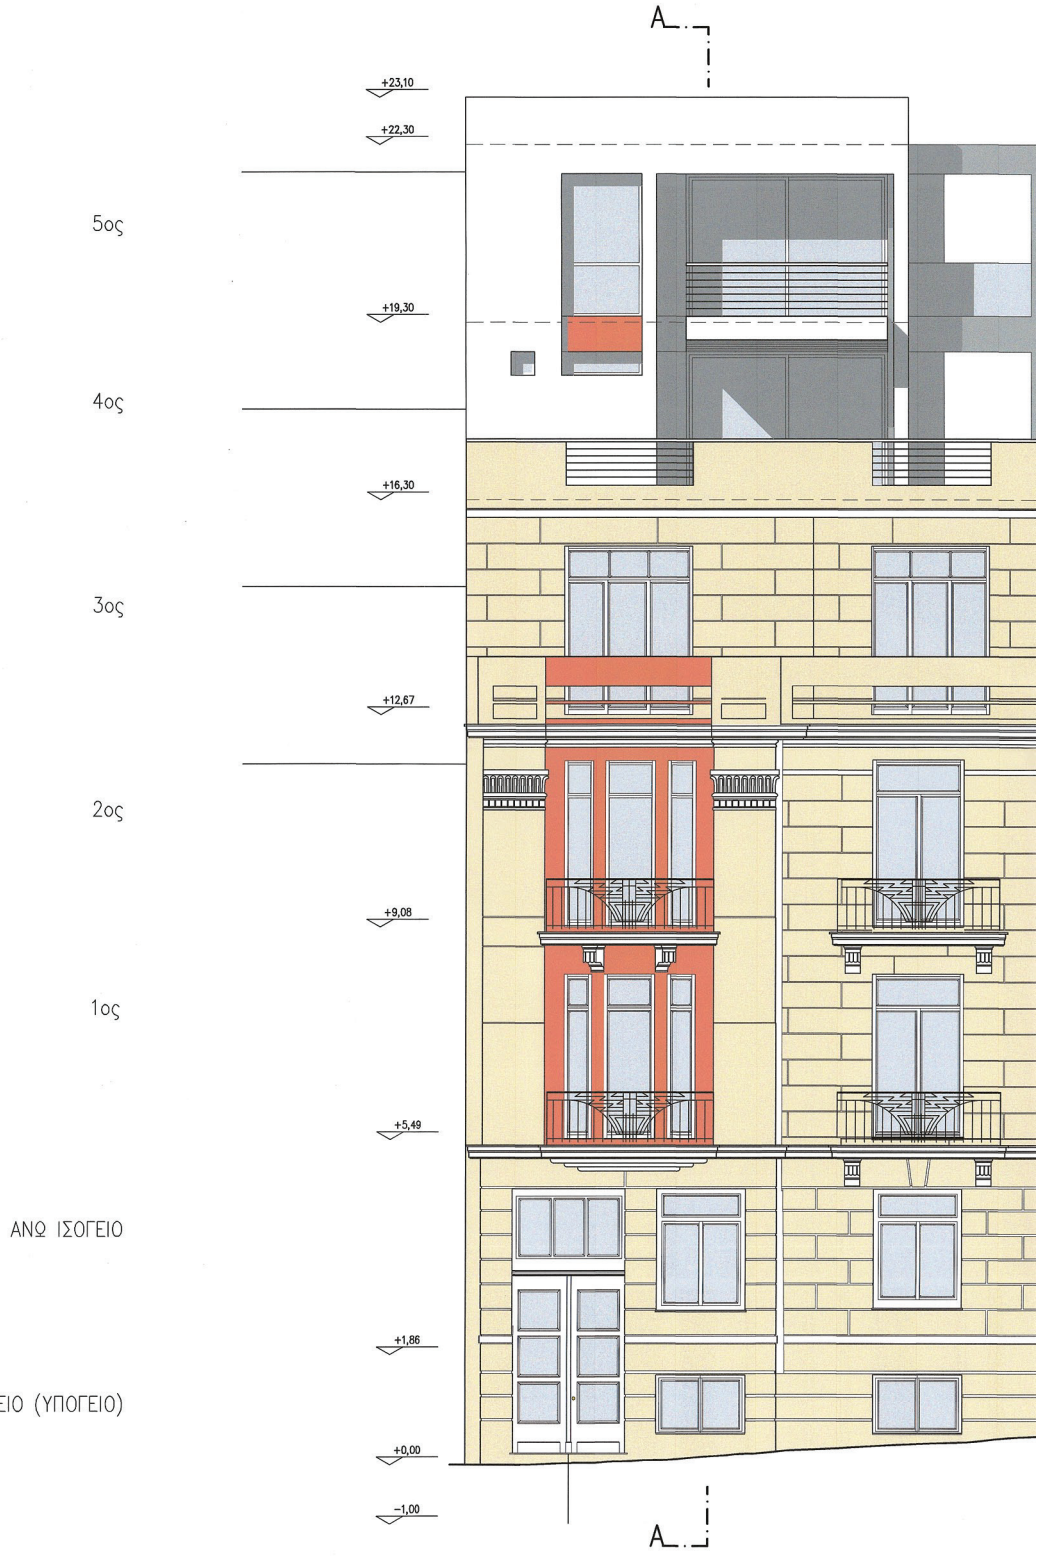 A
+23,10
+22,30
5ος
+19,30
4ος
+16,30
3ος
+12,67
2ος
+9,08
1ος
+5,49
ΑΝΩ ΙΣΟΓΕΙΟ
+1,86
ΕΙΟ (ΥΠΟΓΕΙΟ)
+0,00
-1,00
A